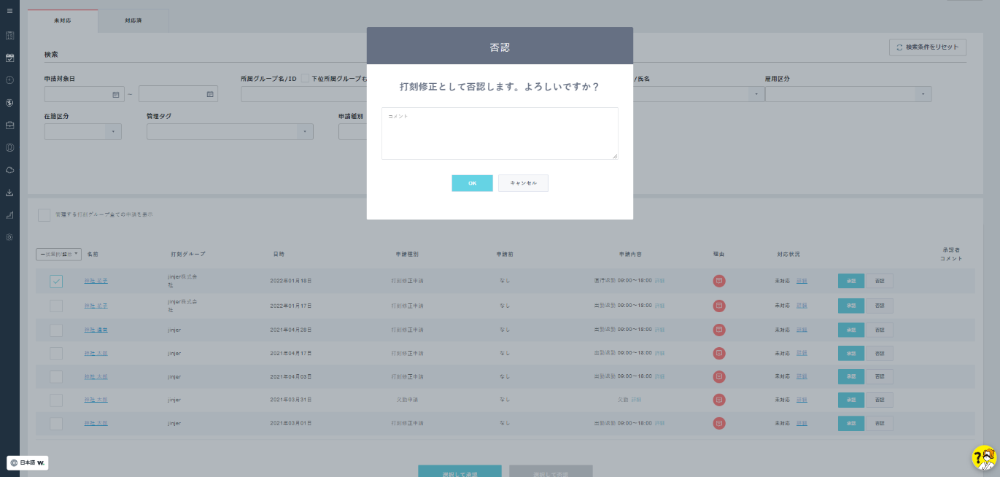 未対応
対応済
検索
検索条件をリセット
申請対象日
所属グループ名/ID
下位所属グループも
/氏名
雇用区分
~
在籍区分
管理タグ
申請種別
否認
打刻修正として否認します。よろしいですか？
コメント
OK
キャンセル
管理する打刻グループ全ての申請を表示
名前 打刻グループ 日時 申請種別 申請前 申請内容 理由 対応状況 承認者
コメント
jinjer株式会
社
2022年01月18日 打刻修正申請 なし 09:00～18:00 詳細 未対応 詳細 承認 否認
jinjer株式会
社
2022年01月17日 打刻修正申請 なし 出勤退勤 09:00～18:00 詳細 未対応 詳細 承認 否認
jinjer 2021年04月28日 打刻修正申請 なし 出勤退勤 09:00～18:00 詳細 未対応 詳細 承認 否認
jinjer 2021年04月17日 打刻修正申請 なし 出勤退勤 09:00～18:00 詳細 未対応 詳細 承認 否認
jinjer 2021年04月03日 打刻修正申請 なし 出勤退勤 09:00～18:00 詳細 未対応 詳細 承認 否認
jinjer 2021年03月31日 欠勤申請 なし 欠勤 詳細 未対応 詳細 承認 否認
jinjer 2021年03月01日 打刻修正申請 なし 出勤退勤 09:00～18:00 詳細 未対応 詳細 承認 否認
選択して承認
選択して否認
日本語 W.
?